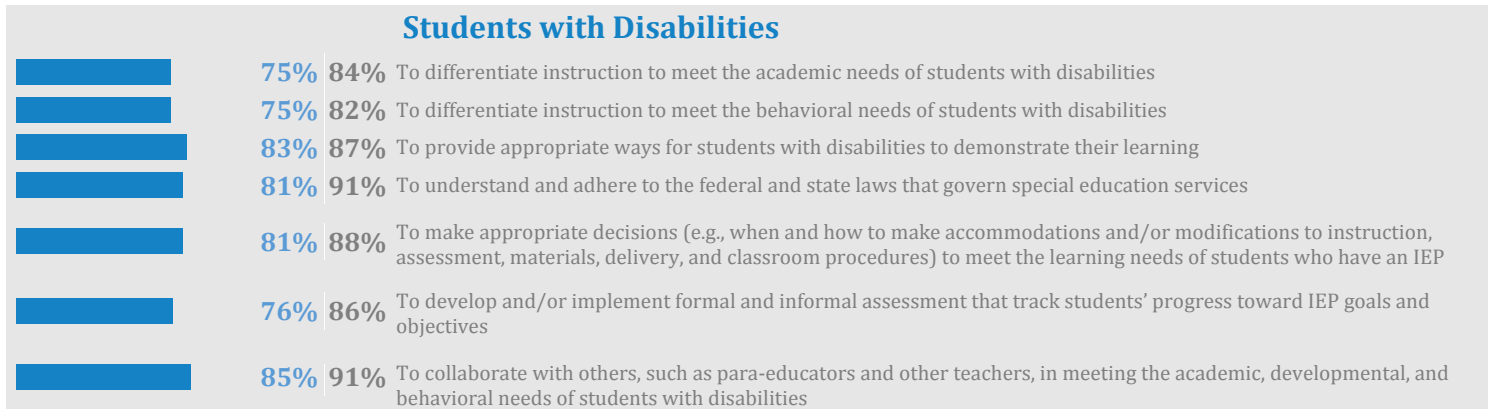 Students with Disabilities
75% 84% To differentiate instruction to meet the academic needs of students with disabilities
75% 82% To differentiate instruction to meet the behavioral needs of students with disabilities
83% 87% To provide appropriate ways for students with disabilities to demonstrate their learning
81% 91% To understand and adhere to the federal and state laws that govern special education services
81% 88% To make appropriate decisions (e.g., when and how to make accommodations and/or modifications to instruction,
assessment, materials, delivery, and classroom procedures) to meet the learning needs of students who have an IEP
76% 86% To develop and/or implement formal and informal assessment that track students’ progress toward IEP goals and
objectives
85% 91% To collaborate with others, such as para-educators and other teachers, in meeting the academic, developmental, and
behavioral needs of students with disabilities